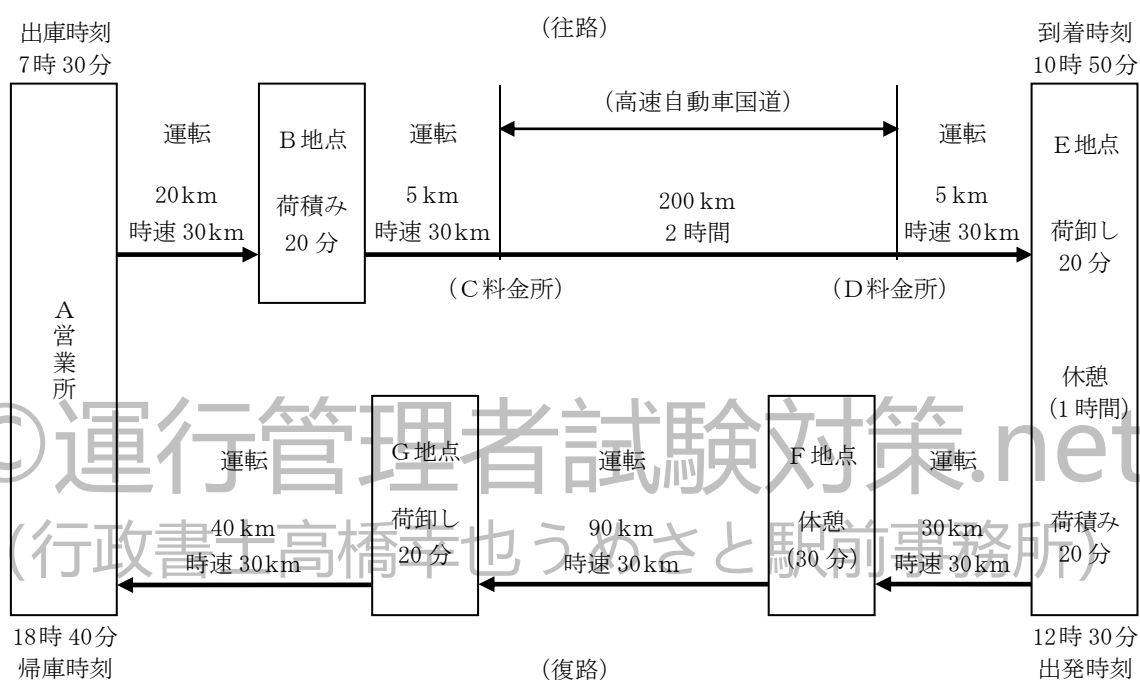 出庫時刻
7時30分
(往路)
到着時刻
10時50分
運転
20km
時速30km
B地点
荷積み
20分
運転
5km
時速30km
(高速自動車国道)
200km
2時間
運転
5km
時速30km
E地点
荷卸し
20分
(C料金所)
(D料金所)
A営業所
休憩
(1時間)
荷積み
20分
運転
40km
時速30km
G地点
荷卸し
20分
運転
90km
時速30km
F地点
休憩
(30分)
運転
30km
時速30km
©運行管理者試験対策.net
(行政書士高橋幸也うめさと駅前事務所)
18時40分
帰庫時刻
(復路)
12時30分
出発時刻